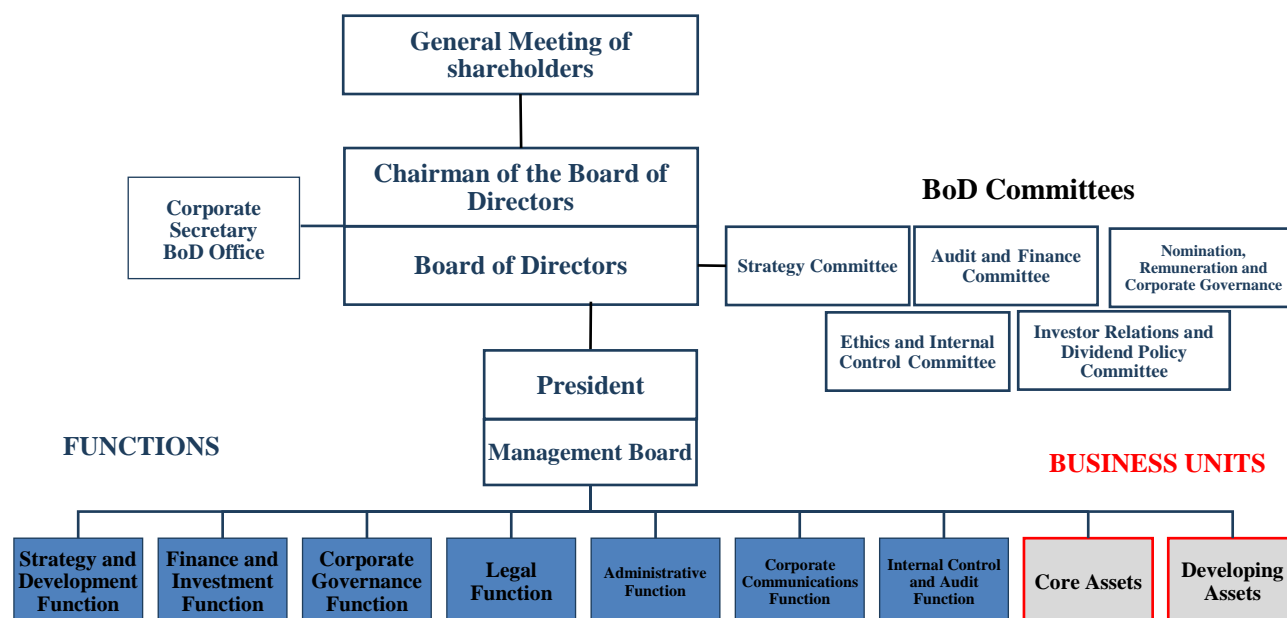 General Meeting of
shareholders
Chairman of the Board of
Directors
BoD Committees
Corporate
Secretary
BoD Office
Board of Directors
Strategy Committee
Audit and Finance
Committee
Nomination,
Remuneration and
Corporate Governance
Ethics and Internal
Control Committee
Investor Relations and
Dividend Policy
Committee
President
Management Board
FUNCTIONS
BUSINESS UNITS
Strategy and
Development
Function
Finance and
Investment
Function
Corporate
Governance
Function
Legal
Function
Administrative
Function
Corporate
Communications
Function
Internal Control
and Audit
Function
Core Assets
Developing
Assets